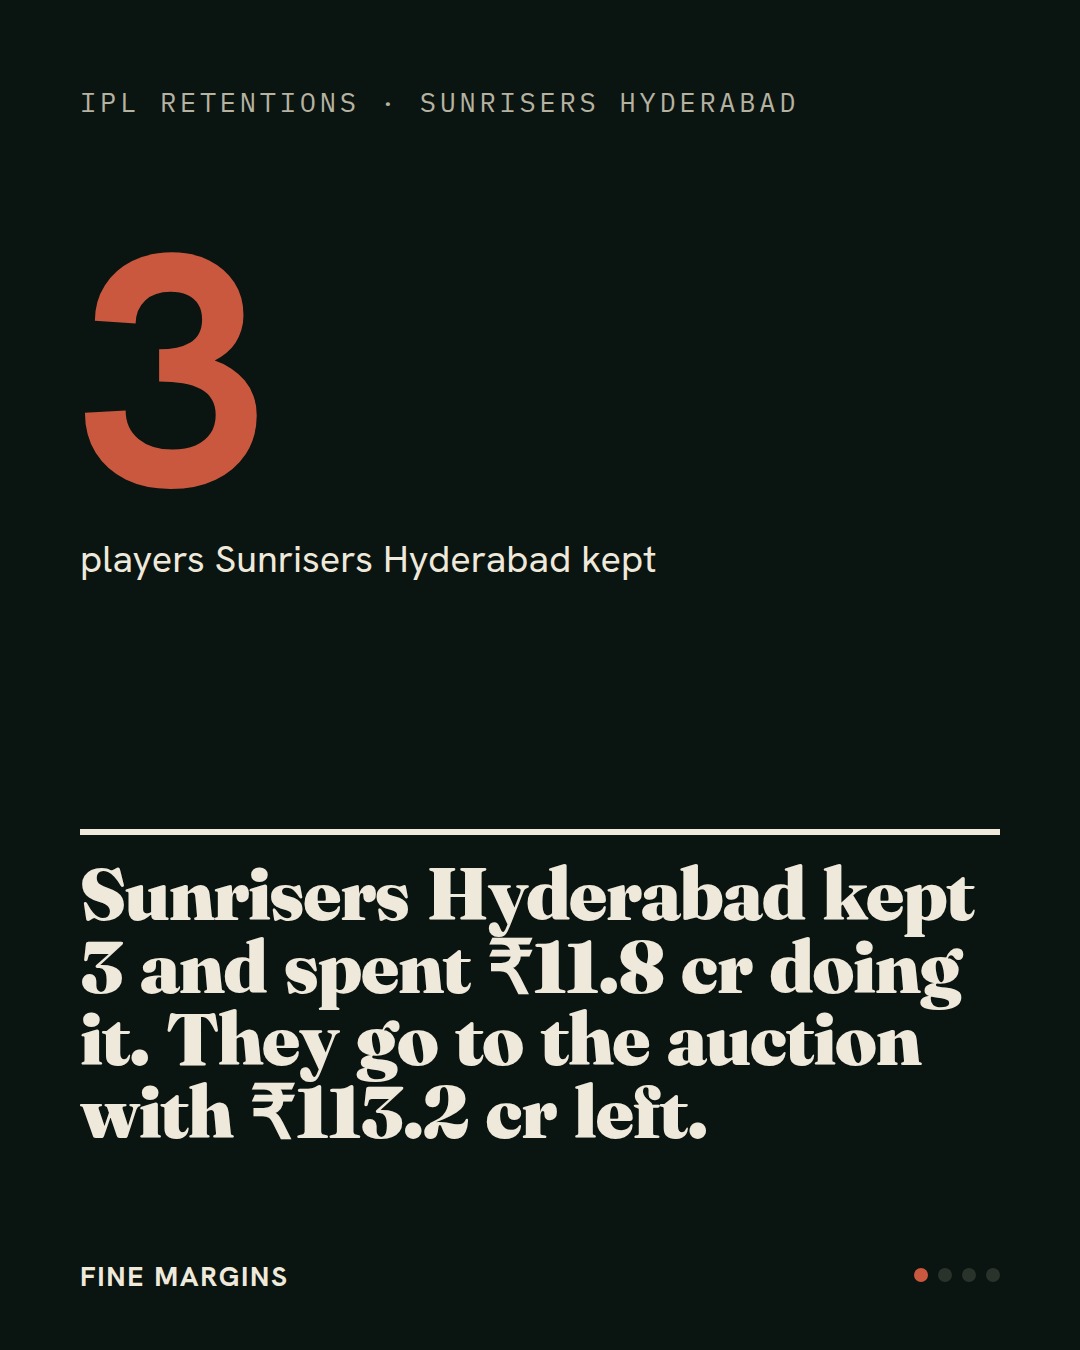 IPL RETENTIONS · SUNRISERS HYDERABAD
3
players Sunrisers Hyderabad kept
Sunrisers Hyderabad kept
3 and spent ₹11.8 cr doing
it. They go to the auction
with ₹113.2 cr left.
FINE MARGINS